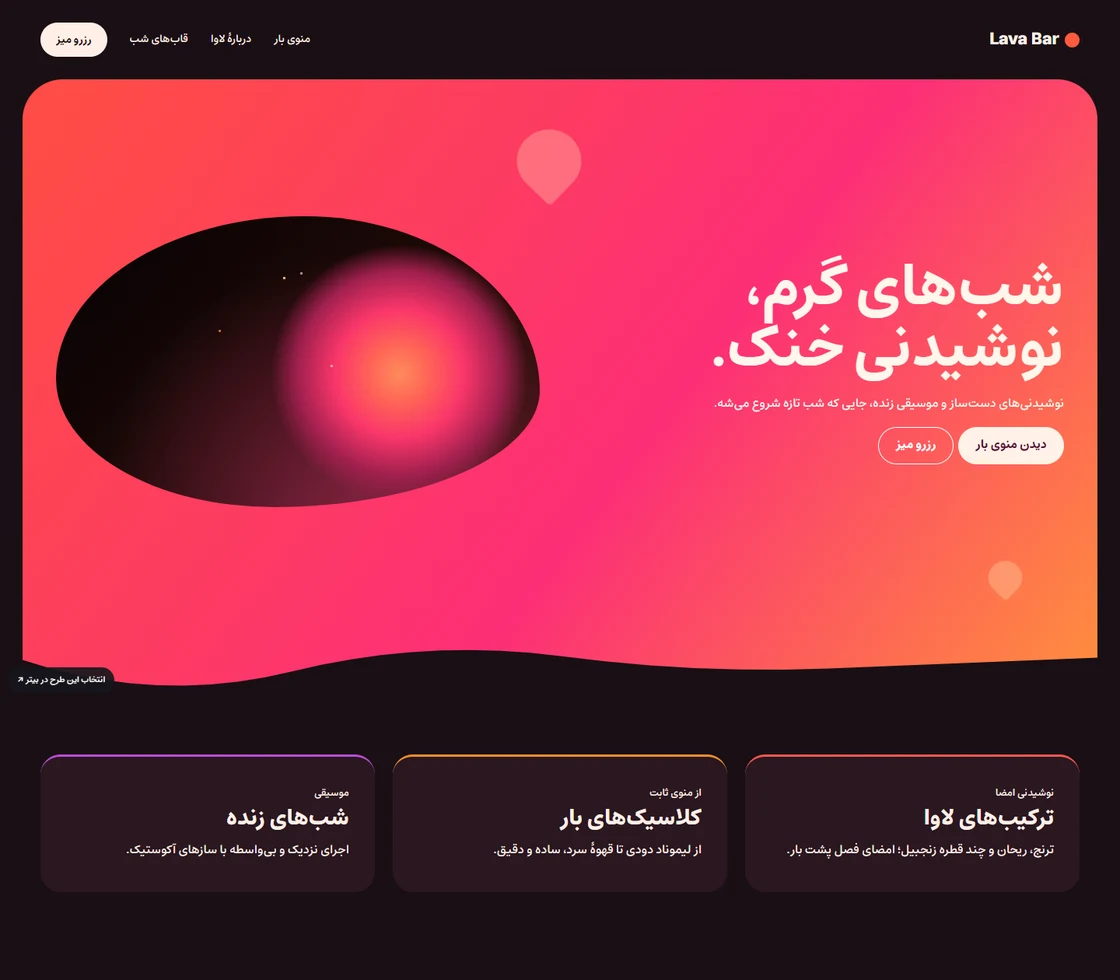 Lava Bar
منوی بار
دربارهٔ لاوا
قاب‌های شب
رزرو میز
شب‌های گرم،
نوشیدنی خنک.
نوشیدنی‌های دست‌ساز و موسیقی زنده، جایی که شب تازه شروع می‌شه.
دیدن منوی بار
رزرو میز
انتخاب این طرح در بیتر ↗
نوشیدنی امضا
ترکیب‌های لاوا
ترنج، ریحان و چند قطره زنجبیل؛ امضای فصل پشت بار.
از منوی ثابت
کلاسیک‌های بار
از لیموناد دودی تا قهوهٔ سرد، ساده و دقیق.
موسیقی
شب‌های زنده
اجرای نزدیک و بی‌واسطه با سازهای آکوستیک.